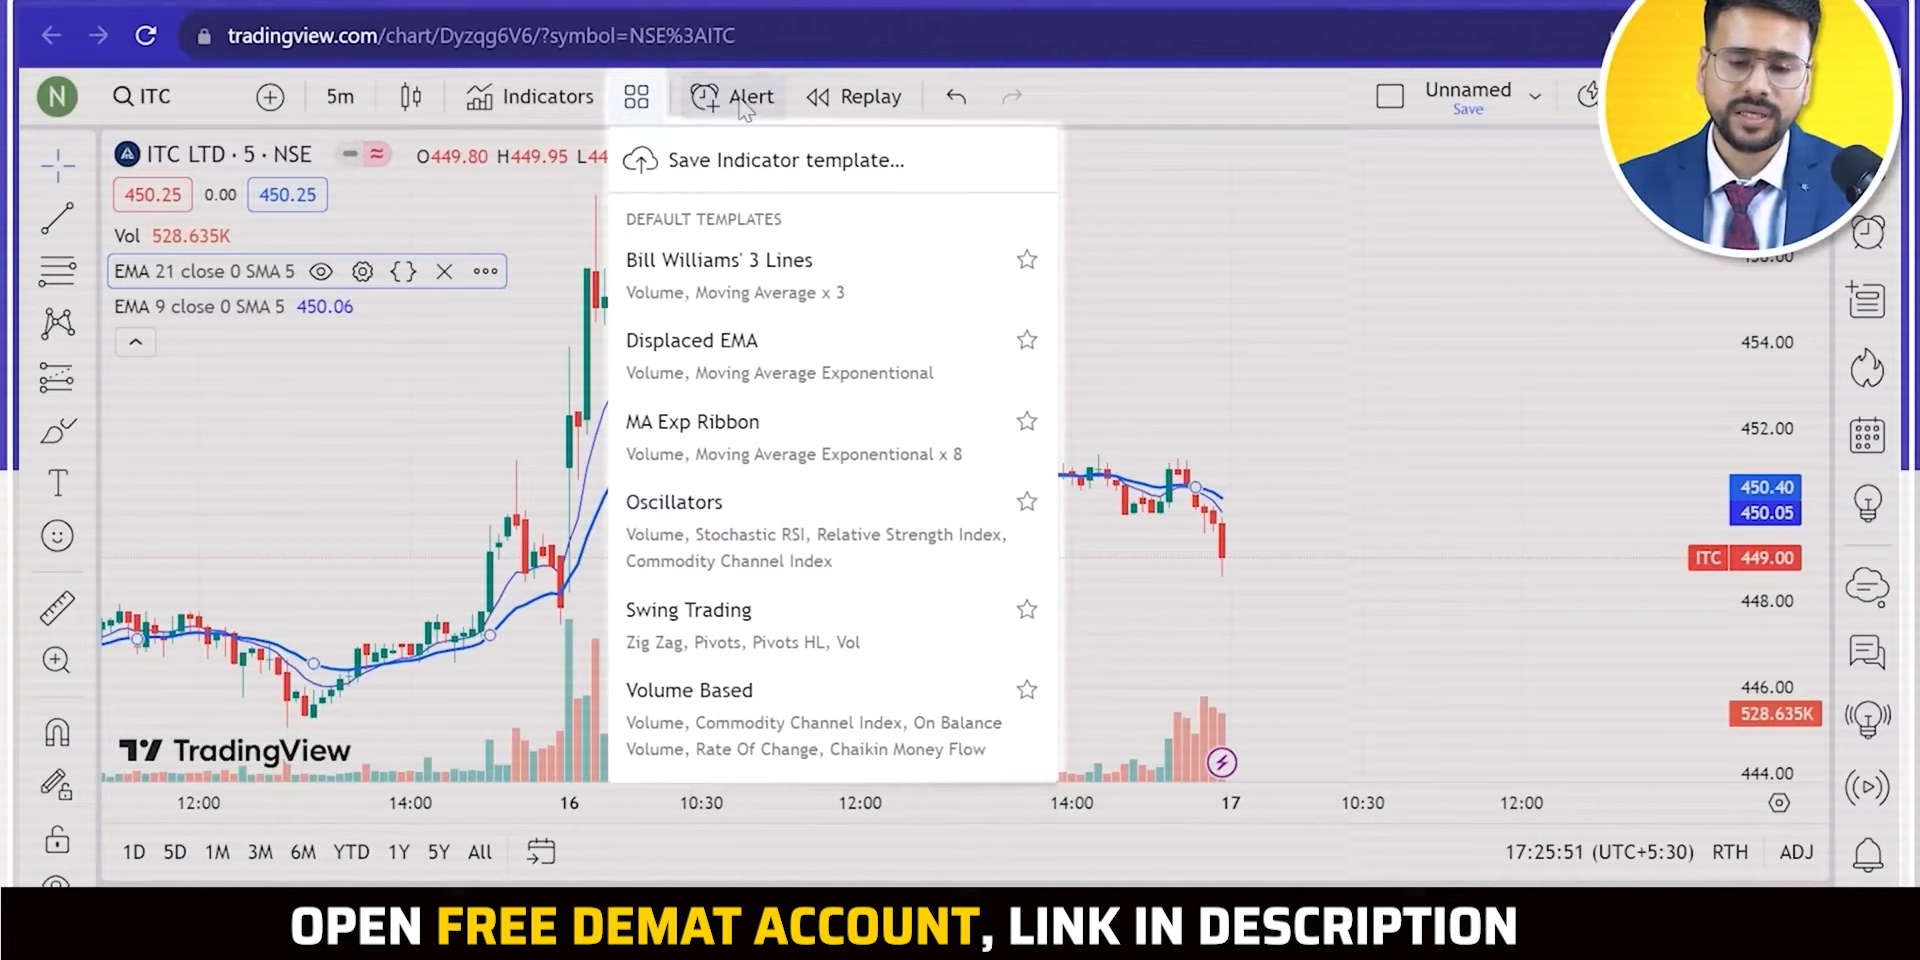 tradingview.com/chart/Dyzqg6V6/?symbol=NSE%3AITC
N
ITC
5m
Indicators
Alert
Replay
Unnamed
Save
ITC LTD · 5 · NSE
O449.80 H449.95 L44
450.25
0.00
450.25
Vol 528.635K
EMA 21 close 0 SMA 5
EMA 9 close 0 SMA 5 450.06
Save Indicator template...
DEFAULT TEMPLATES
Bill Williams' 3 Lines
Volume, Moving Average x 3
Displaced EMA
Volume, Moving Average Exponential
MA Exp Ribbon
Volume, Moving Average Exponential x 8
Oscillators
Volume, Stochastic RSI, Relative Strength Index,
Commodity Channel Index
Swing Trading
Zig Zag, Pivots, Pivots HL, Vol
Volume Based
Volume, Commodity Channel Index, On Balance
Volume, Rate Of Change, Chaikin Money Flow
454.00
452.00
450.40
450.05
ITC 449.00
448.00
446.00
528.635K
444.00
TradingView
12:00
14:00
16
10:30
12:00
14:00
17
10:30
12:00
1D 5D 1M 3M 6M YTD 1Y 5Y All
17:25:51 (UTC+5:30) RTH ADJ
OPEN FREE DEMAT ACCOUNT, LINK IN DESCRIPTION